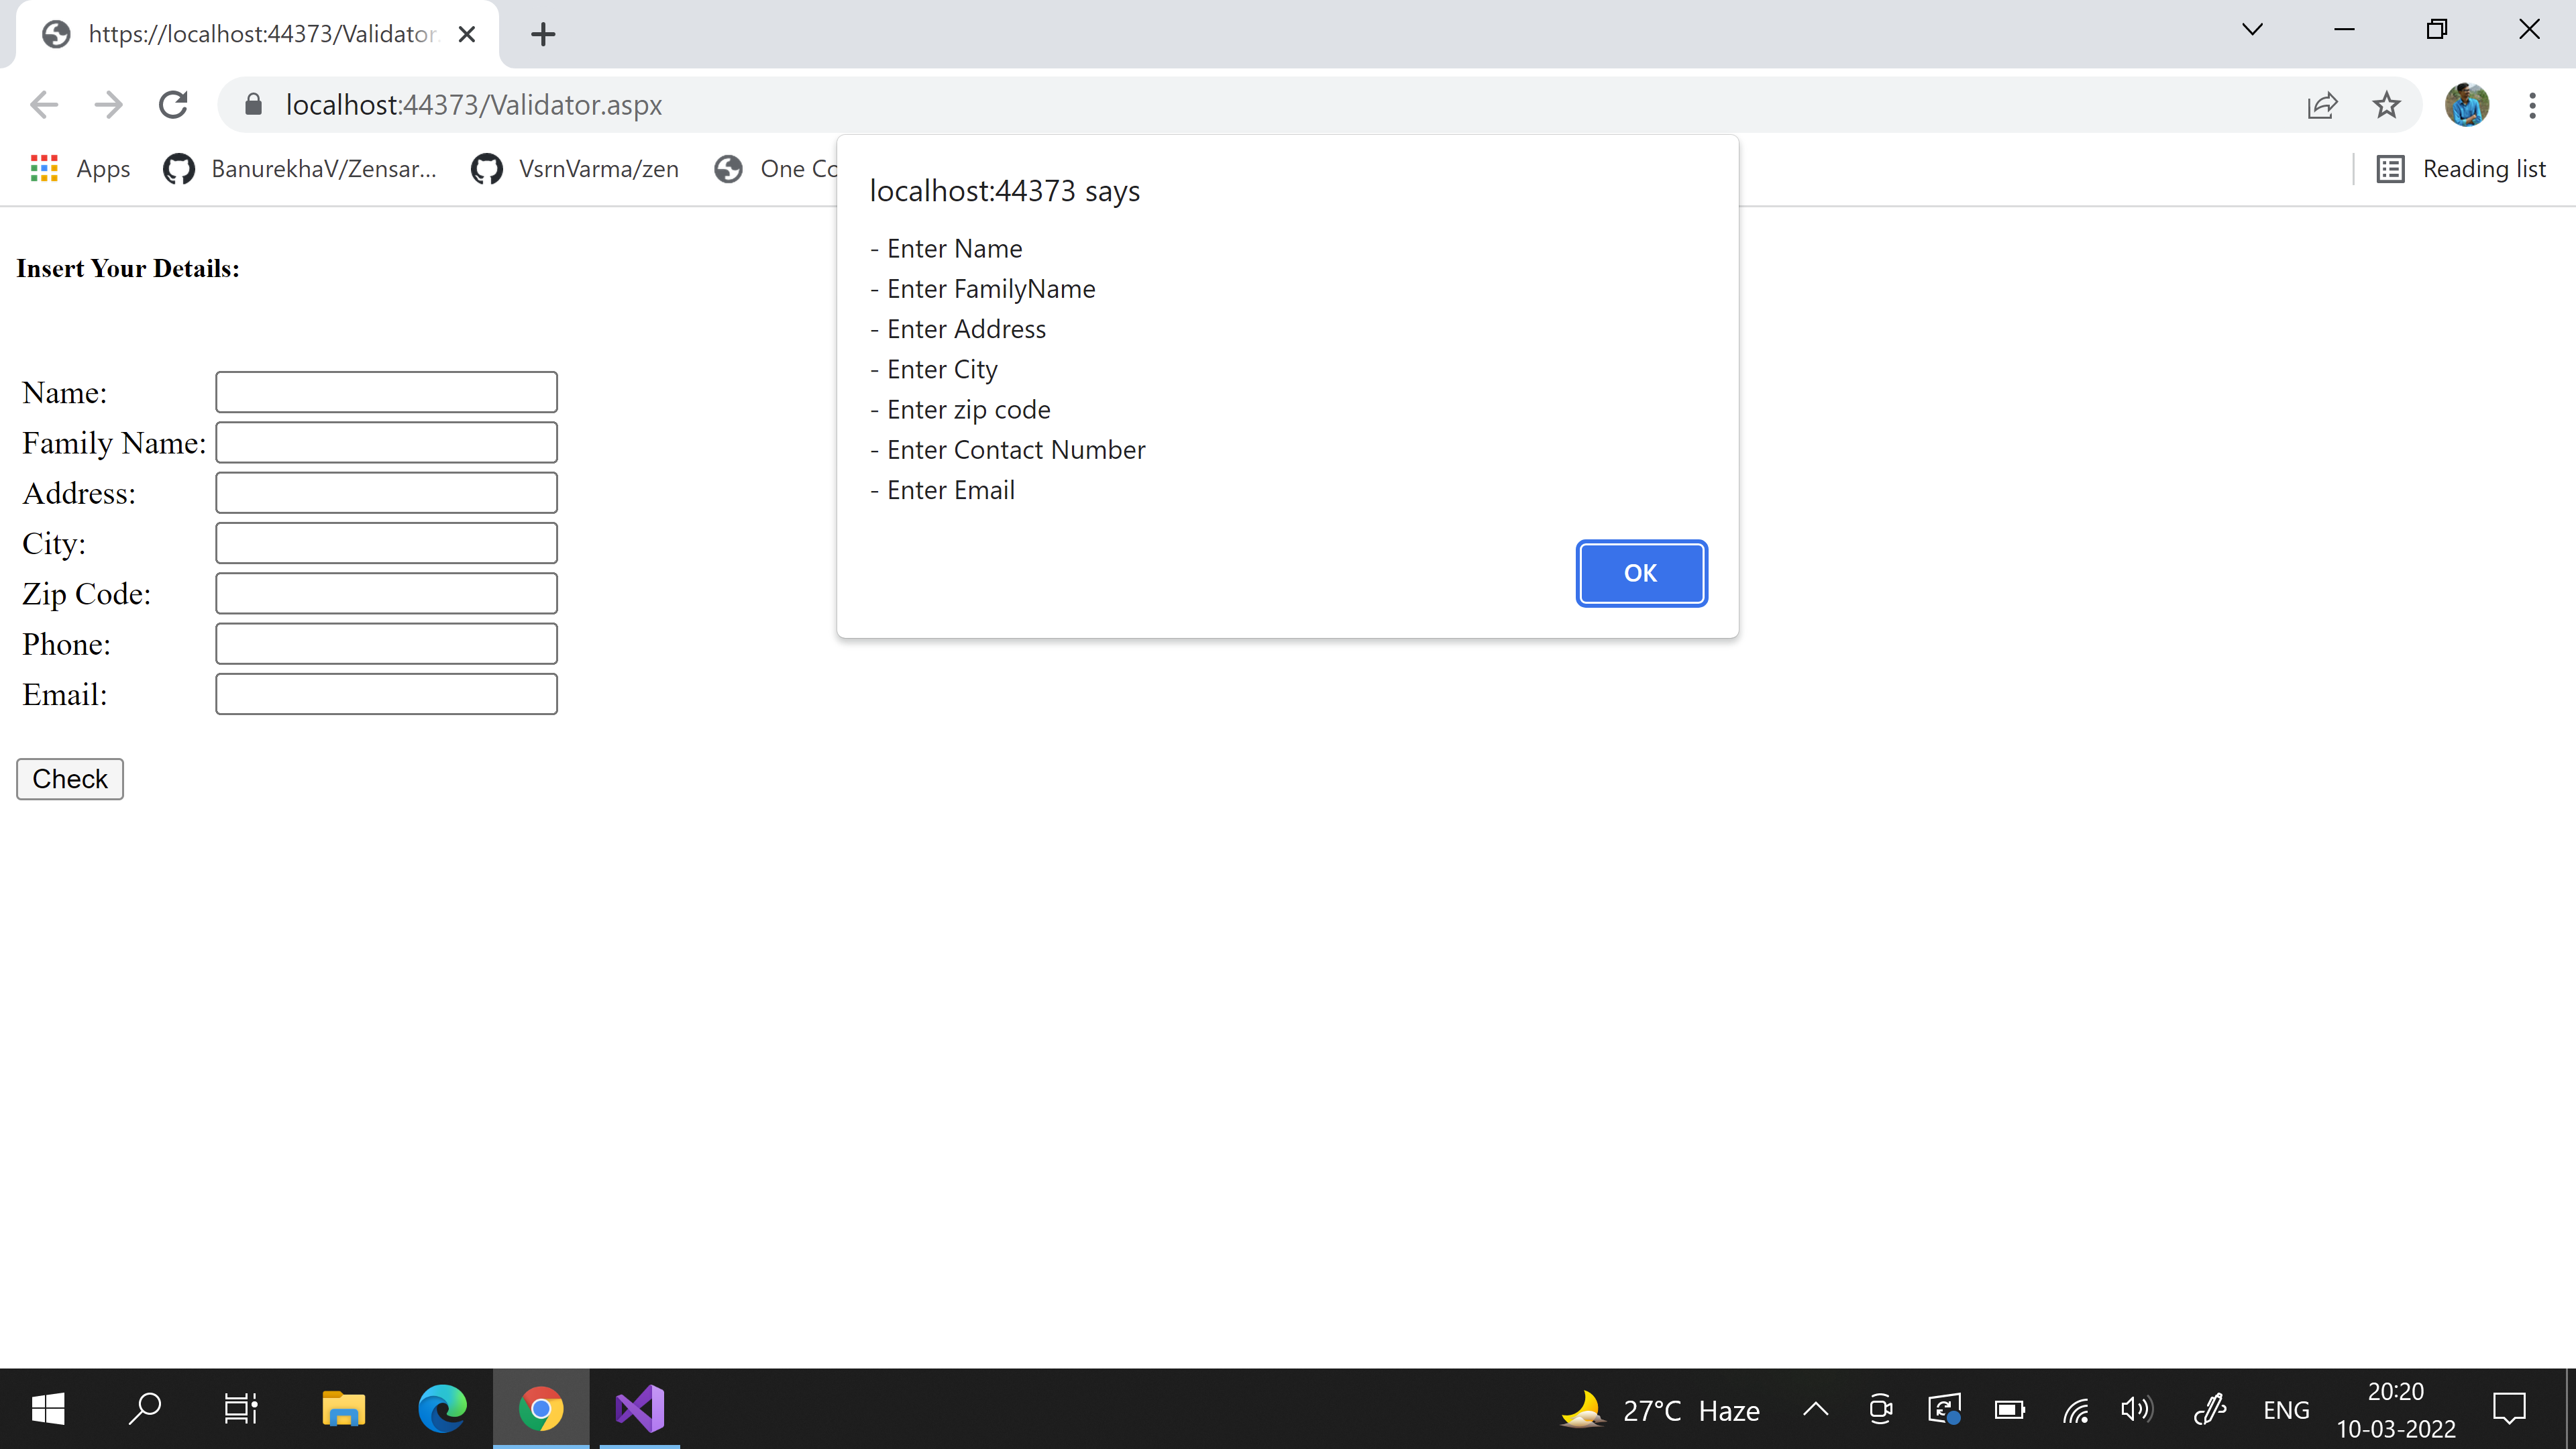 https://localhost:44373/Validator.
localhost:44373/Validator.aspx
Apps
BanurekhaV/Zensar...
VsrnVarma/zen
One Co
Reading list
localhost:44373 says
- Enter Name
- Enter FamilyName
- Enter Address
- Enter City
- Enter zip code
- Enter Contact Number
- Enter Email
OK
Insert Your Details:
Name:
Family Name:
Address:
City:
Zip Code:
Phone:
Email:
Check
27°C Haze
ENG
20:20
10-03-2022